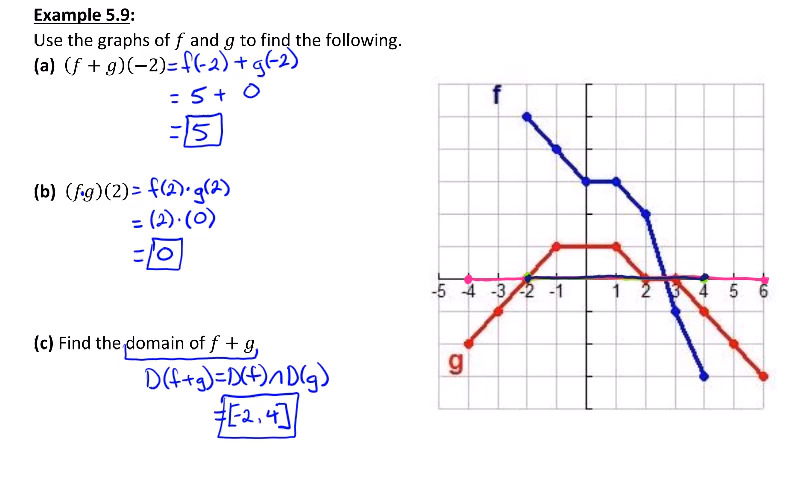 Example 5.9:
Use the graphs of f and g to find the following.
(a) (f + g)(−2) = f(-2) + g(-2)
= 5 + 0
= 5
(b) (f·g)(2) = f(2)·g(2)
= (2)·(0)
= 0
(c) Find the domain of f + g,
D(f+g)=D(f)∩D(g)
=[-2,4]
f
-5 -4 -3 -2 -1 1 2 3 4 5 6
g